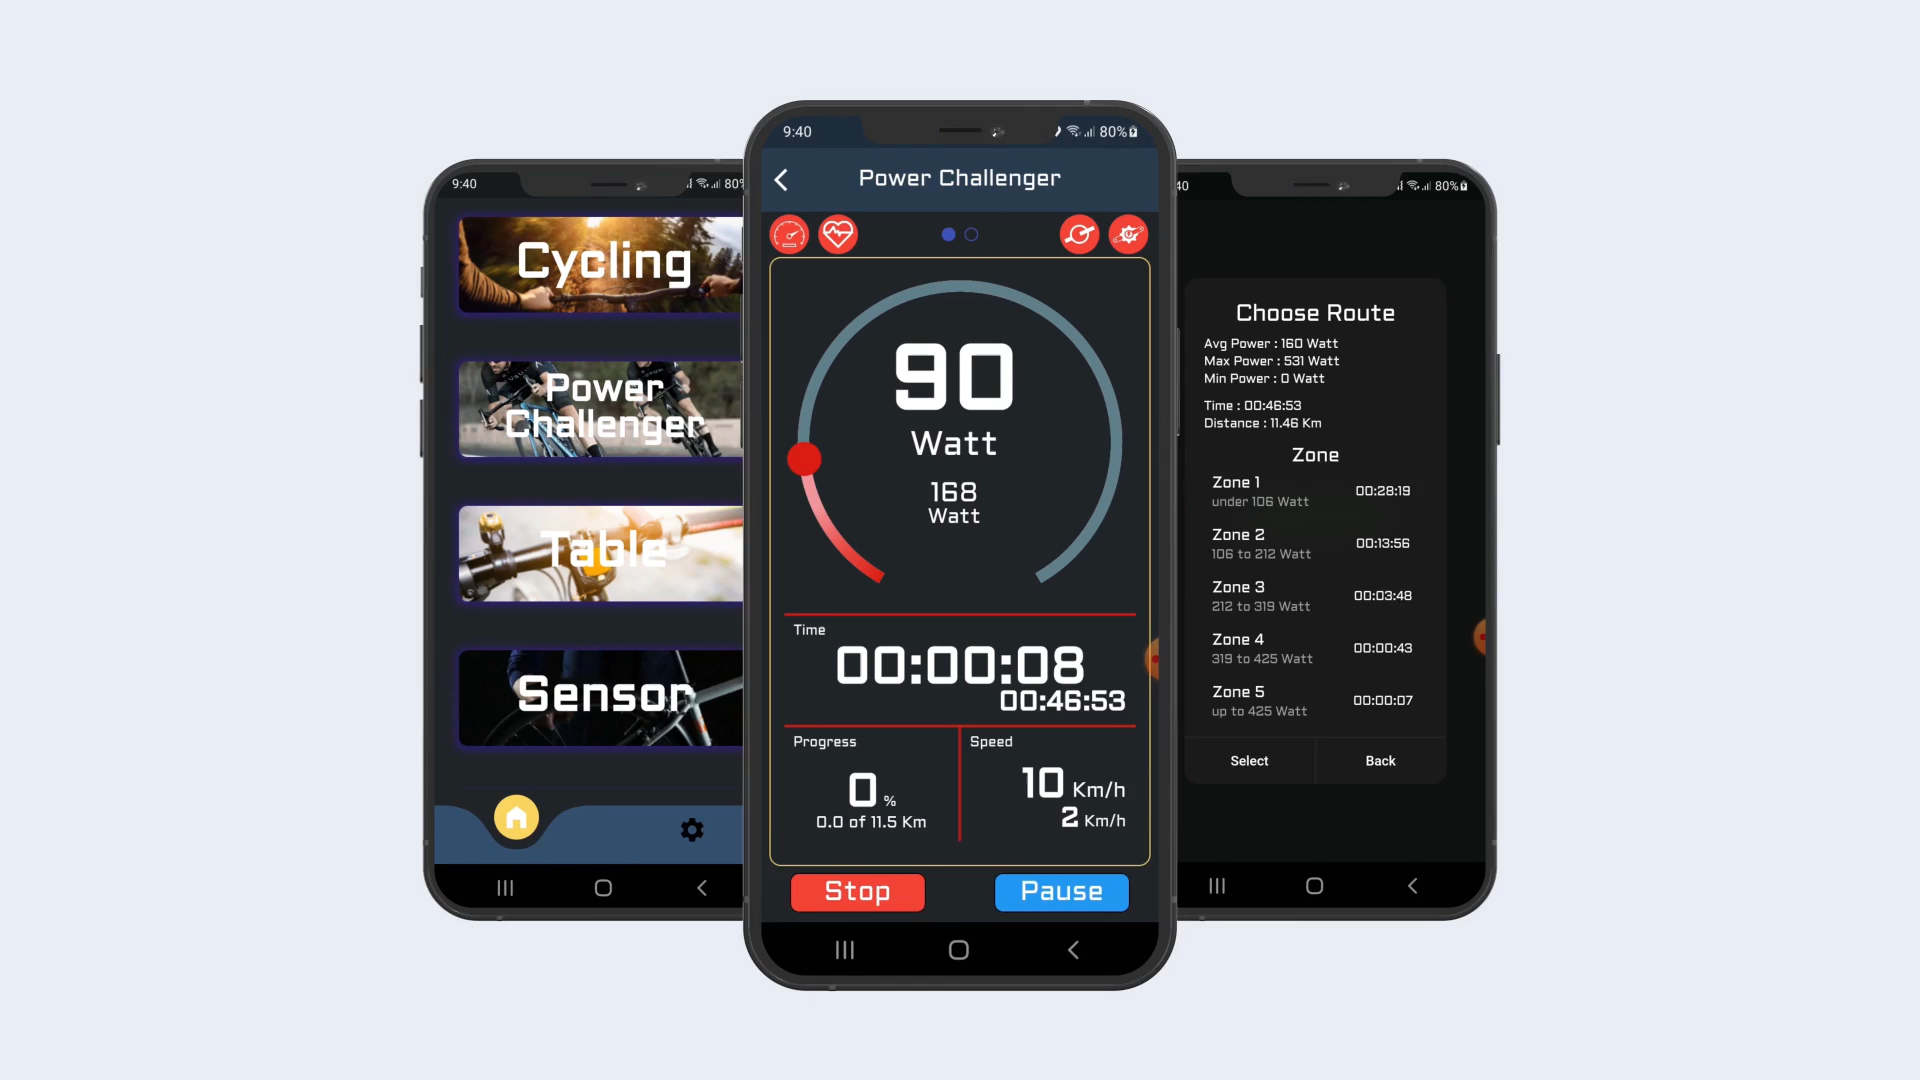 9:40
80%
Cycling
Power
Challenger
Table
Sensor
9:40
80%
Power Challenger
90
Watt
168
Watt
Time
00:00:08
00:46:53
Progress
0 %
0.0 of 11.5 Km
Speed
10 Km/h
2 Km/h
Stop
Pause
40
80%
Choose Route
Avg Power : 160 Watt
Max Power : 531 Watt
Min Power : 0 Watt
Time : 00:46:53
Distance : 11.46 Km
Zone
Zone 1
under 106 Watt
00:28:19
Zone 2
106 to 212 Watt
00:13:56
Zone 3
212 to 319 Watt
00:03:48
Zone 4
319 to 425 Watt
00:00:43
Zone 5
up to 425 Watt
00:00:07
Select
Back